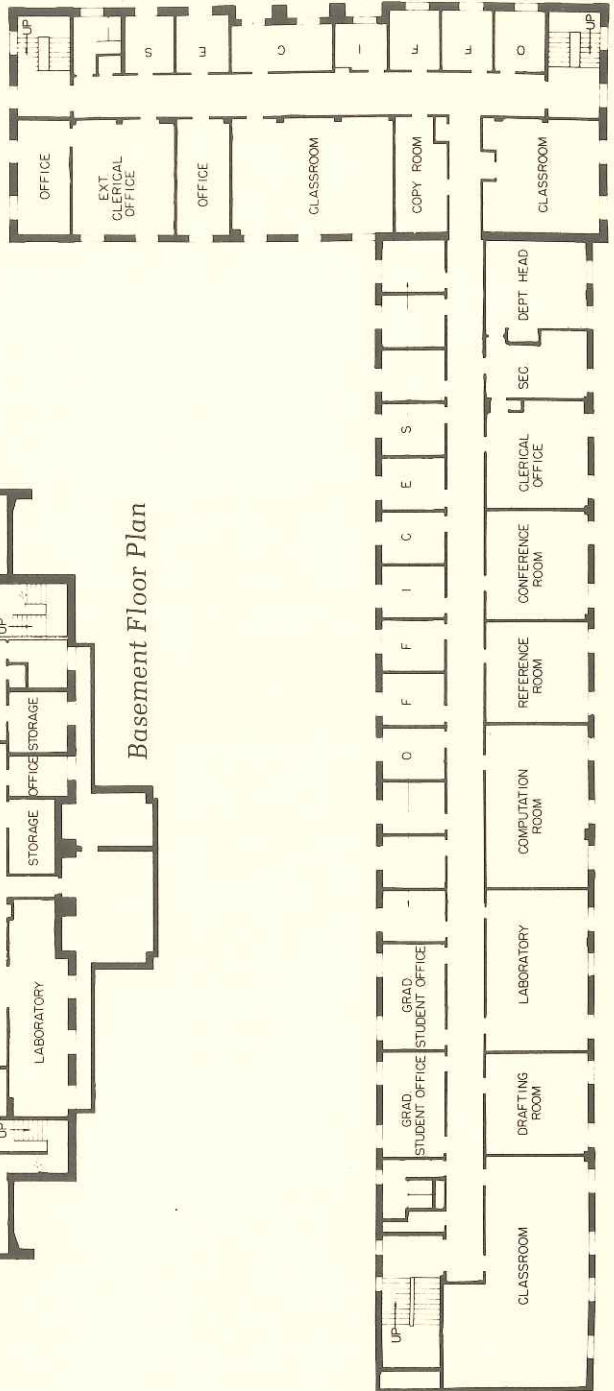 UP
STORAGE
OFFICE
STORAGE
LABORATORY
UP
Basement Floor Plan
UP
S
E
C
I
F
F
O
UP
OFFICE
EXT.
CLERICAL
OFFICE
OFFICE
CLASSROOM
COPY ROOM
CLASSROOM
O F F I C E S
GRAD.
STUDENT OFFICE
GRAD.
STUDENT OFFICE
UP
CLASSROOM
DRAFTING
ROOM
LABORATORY
COMPUTATION
ROOM
REFERENCE
ROOM
CONFERENCE
ROOM
CLERICAL
OFFICE
SEC.
DEPT HEAD